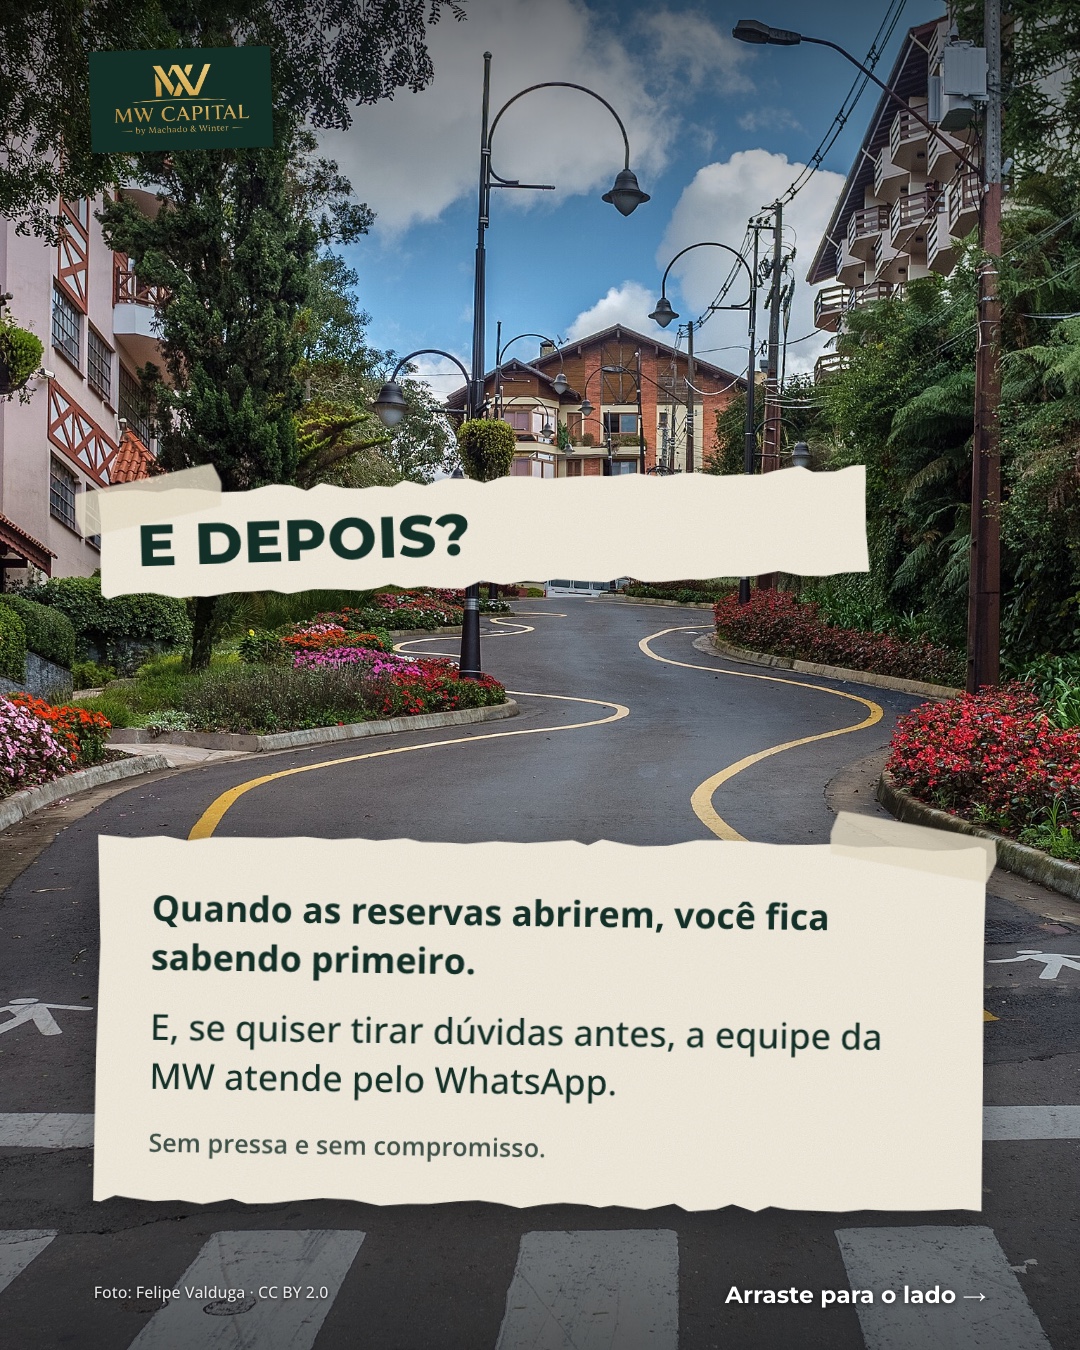 MW CAPITAL
by Machado & Winter
E DEPOIS?
Quando as reservas abrirem, você fica
sabendo primeiro.
E, se quiser tirar dúvidas antes, a equipe da
MW atende pelo WhatsApp.
Sem pressa e sem compromisso.
Foto: Felipe Valduga · CC BY 2.0
Arraste para o lado →